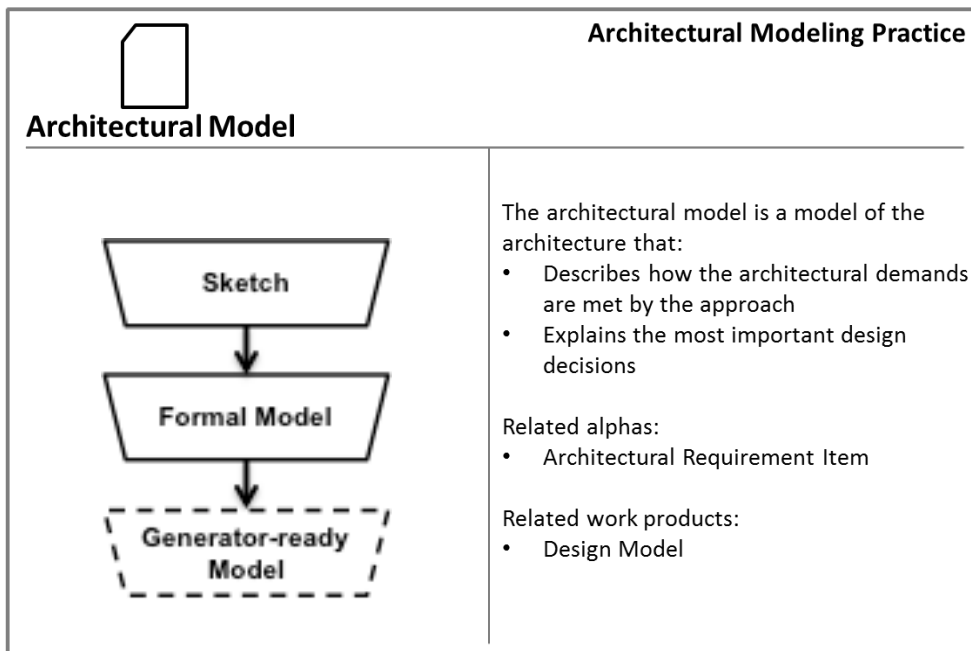 Architectural Modeling Practice
Architectural Model
Sketch
Formal Model
Generator-ready
Model
The architectural model is a model of the
architecture that:
• Describes how the architectural demands
are met by the approach
• Explains the most important design
decisions
Related alphas:
• Architectural Requirement Item
Related work products:
• Design Model